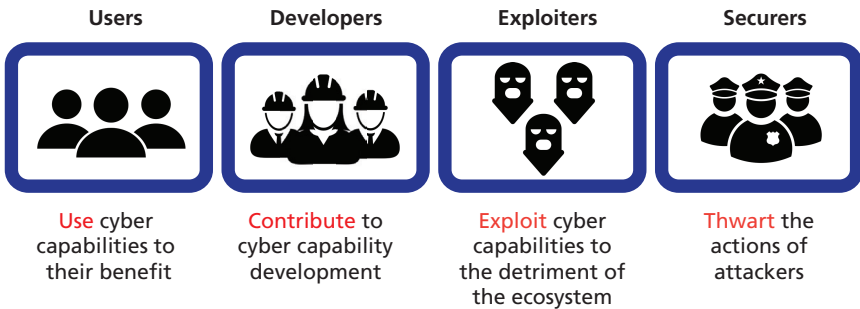 Users
Use cyber
capabilities to
their benefit
Developers
Contribute to
cyber capability
development
Exploiters
Exploit cyber
capabilities to
the detriment of
the ecosystem
Securers
Thwart the
actions of
attackers